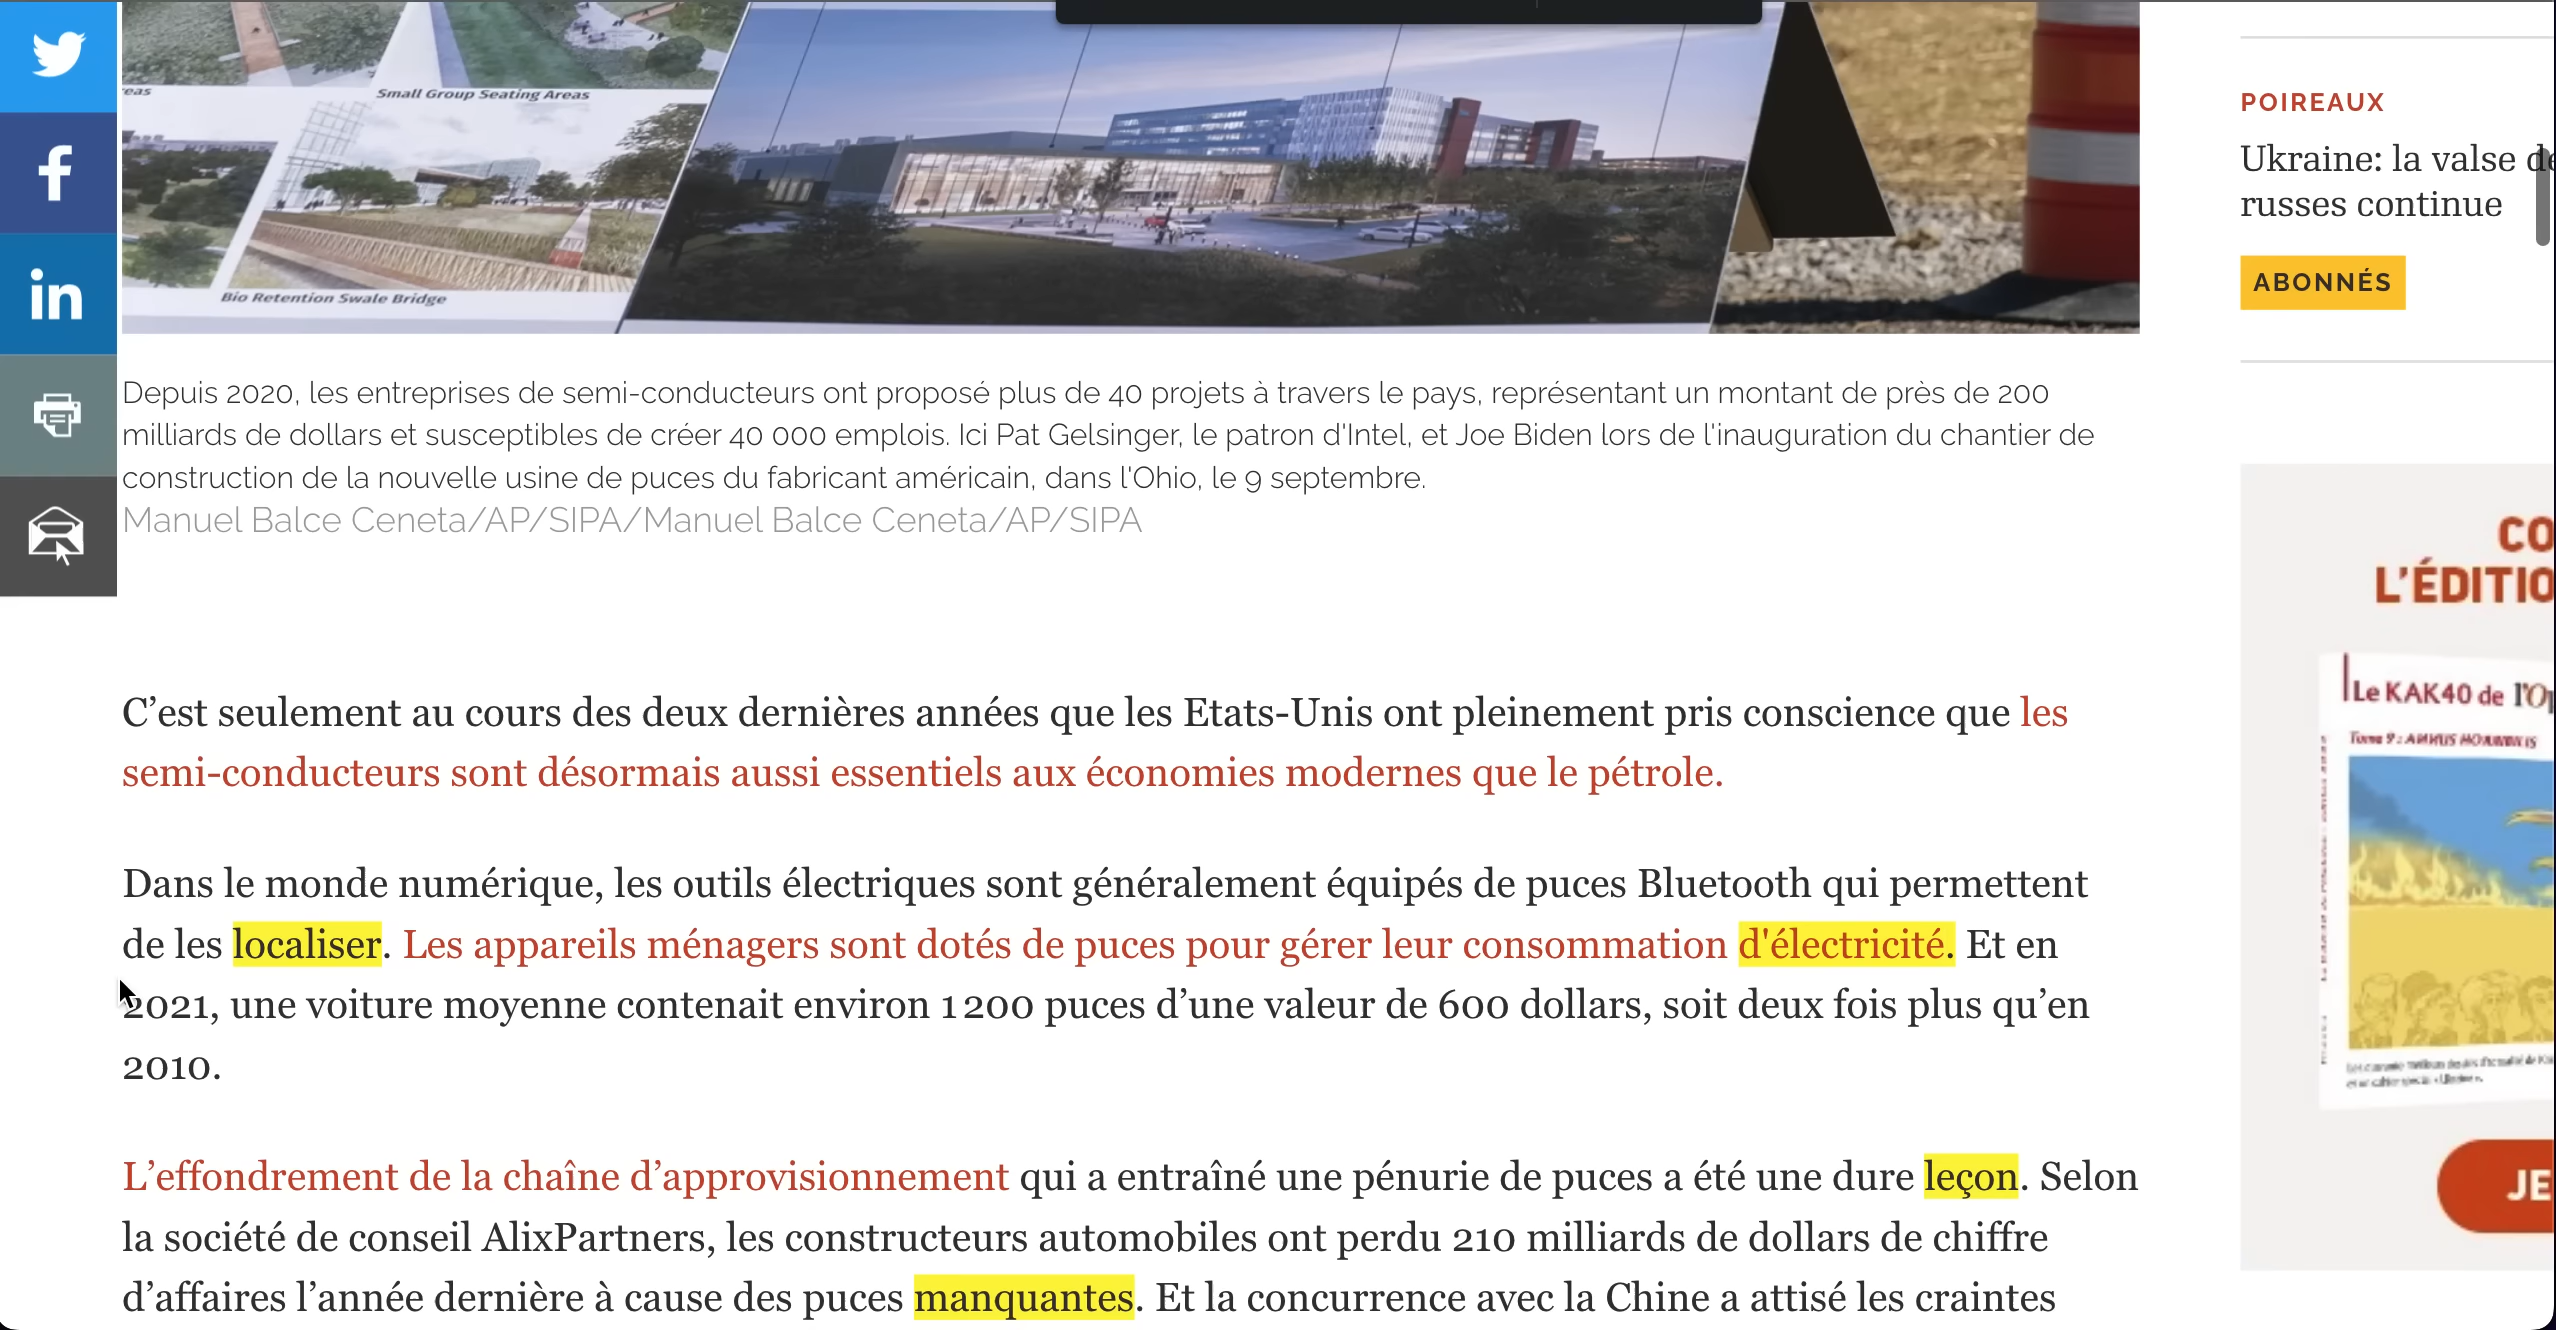 eas
Small Group Seating Areas
Bio Retention Swale Bridge
Depuis 2020, les entreprises de semi-conducteurs ont proposé plus de 40 projets à travers le pays, représentant un montant de près de 200
milliards de dollars et susceptibles de créer 40 000 emplois. Ici Pat Gelsinger, le patron d'Intel, et Joe Biden lors de l'inauguration du chantier de
construction de la nouvelle usine de puces du fabricant américain, dans l'Ohio, le 9 septembre.
Manuel Balce Ceneta/AP/SIPA/Manuel Balce Ceneta/AP/SIPA
C’est seulement au cours des deux dernières années que les Etats-Unis ont pleinement pris conscience que les
semi-conducteurs sont désormais aussi essentiels aux économies modernes que le pétrole.
Dans le monde numérique, les outils électriques sont généralement équipés de puces Bluetooth qui permettent
de les localiser. Les appareils ménagers sont dotés de puces pour gérer leur consommation d'électricité. Et en
2021, une voiture moyenne contenait environ 1 200 puces d’une valeur de 600 dollars, soit deux fois plus qu’en
2010.
L’effondrement de la chaîne d’approvisionnement qui a entraîné une pénurie de puces a été une dure leçon. Selon
la société de conseil AlixPartners, les constructeurs automobiles ont perdu 210 milliards de dollars de chiffre
d’affaires l’année dernière à cause des puces manquantes. Et la concurrence avec la Chine a attisé les craintes
POIREAUX
Ukraine: la valse de
russes continue
ABONNÉS
CO
L’ÉDITIO
Le KAK40 de l'Op
Tome 9 : ANNUS HORRIBILIS
JE